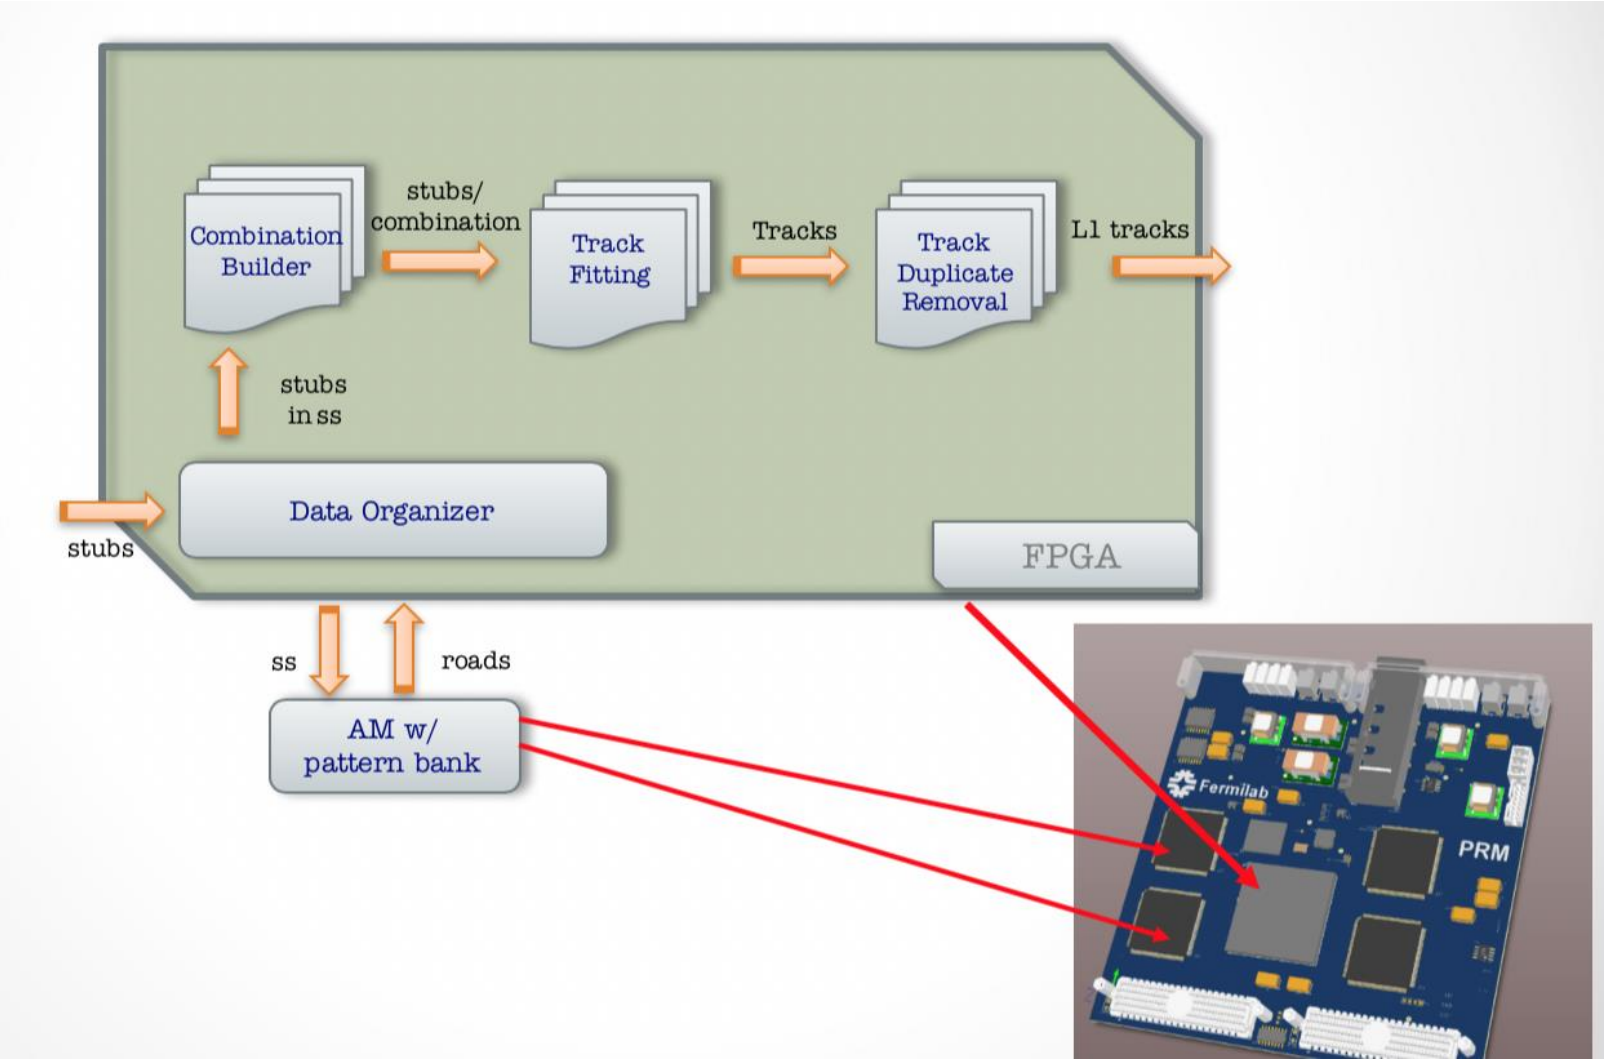 stubs/
combination
Combination
Builder
Track
Fitting
Tracks
Track
Duplicate
Removal
L1 tracks
stubs
in ss
Data Organizer
stubs
FPGA
ss
roads
AM w/
pattern bank
Fermilab
PRM